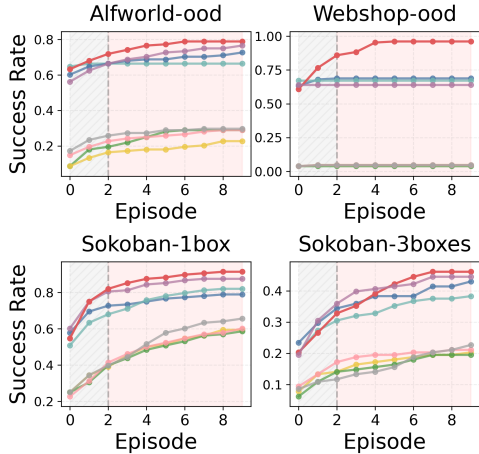 Alfworld-ood
Success Rate
0.8
0.6
0.4
0.2
0 2 4 6 8
Episode
Webshop-ood
1.00
0.75
0.50
0.25
0.00
0 2 4 6 8
Episode
Sokoban-1box
Success Rate
0.8
0.6
0.4
0.2
0 2 4 6 8
Episode
Sokoban-3boxes
0.4
0.3
0.2
0.1
0 2 4 6 8
Episode